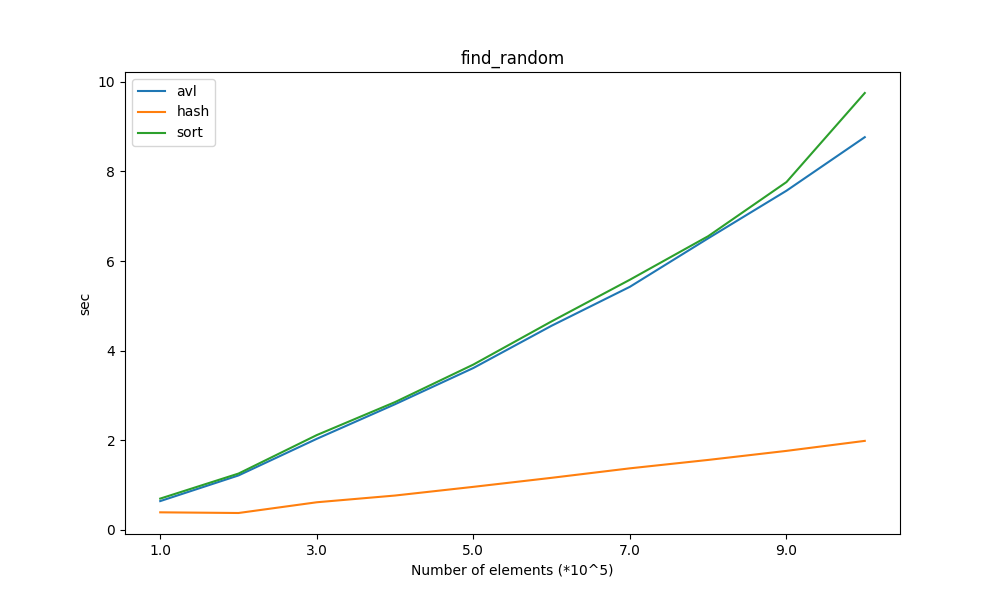 find_random
avl
hash
sort
10
8
6
4
2
0
sec
1.0 3.0 5.0 7.0 9.0
Number of elements (*10^5)